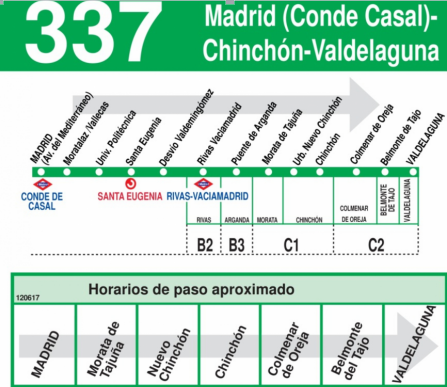 337
Madrid (Conde Casal)-
Chinchón-Valdelaguna
MADRID
(Av. del Mediterráneo)
Moratalaz /Vallecas
Univ. Politécnica
Santa Eugenia
Desvío Valdemingómez
Rivas Vaciamadrid
Puente de Arganda
Morata de Tajuña
Urb. Nuevo Chinchón
Chinchón
Colmenar de Oreja
Belmonte de Tajo
VALDELAGUNA
CONDE DE
CASAL
SANTA EUGENIA
RIVAS-VACIAMADRID
RIVAS
ARGANDA
MORATA
CHINCHÓN
COLMENAR
DE OREJA
BELMONTE
DE TAJO
VALDELAGUNA
B2
B3
C1
C2
120617
Horarios de paso aproximado
MADRID
Morata de
Tajuña
Nuevo
Chinchón
Chinchón
Colmenar
de Oreja
Belmonte
del Tajo
VALDELAGUNA